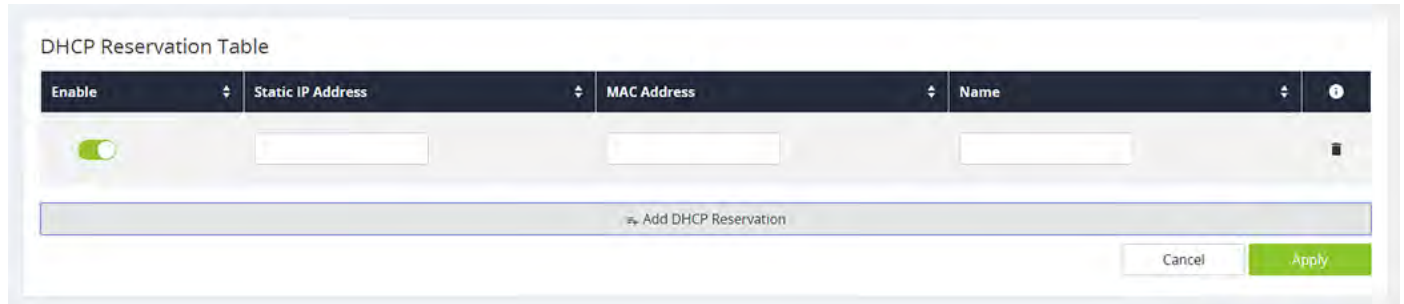 DHCP Reservation Table
Enable Static IP Address MAC Address Name
Add DHCP Reservation
Cancel Apply